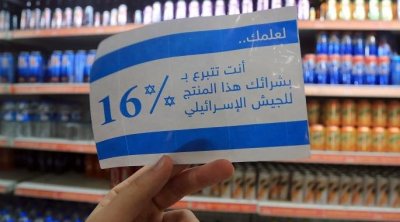 لعلمك..
أنت تتبرع بـ
بشرائك هذا المنتج
للجيش الإسرائيلي
16%